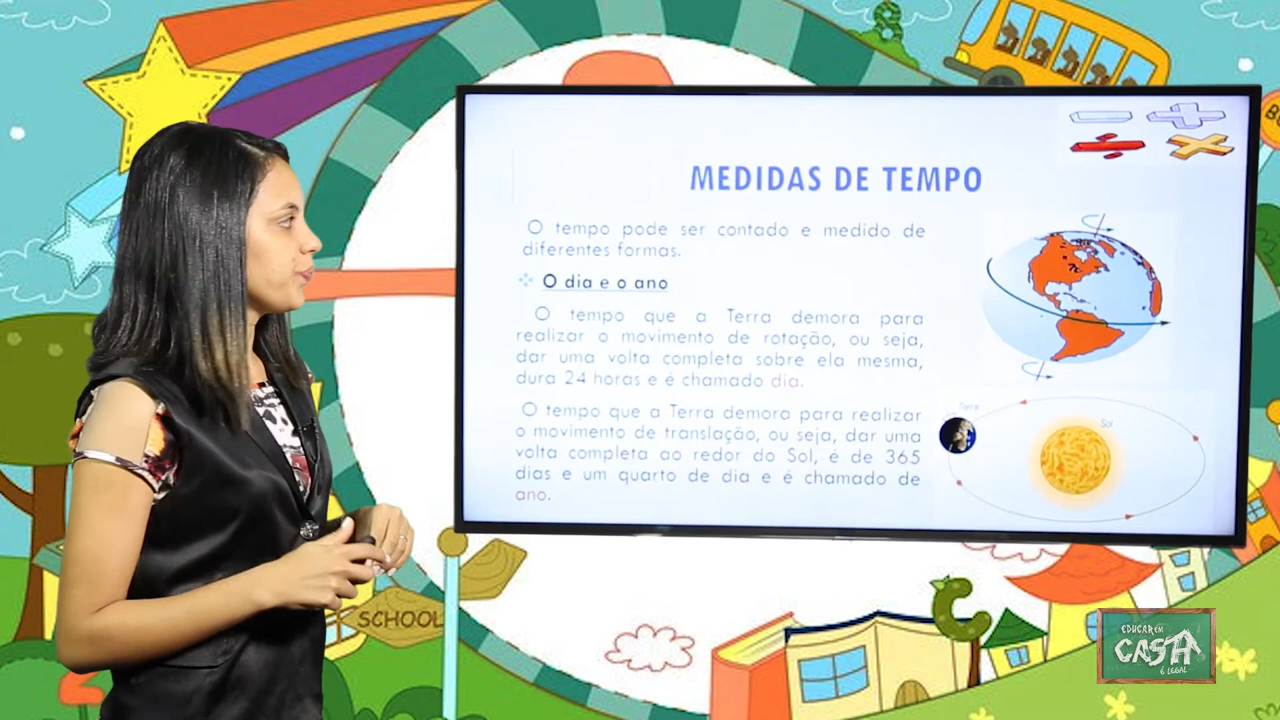 MEDIDAS DE TEMPO
O tempo pode ser contado e medido de
diferentes formas.
O dia e o ano
O tempo que a Terra demora para
realizar o movimento de rotação, ou seja,
dar uma volta completa sobre ela mesma,
dura 24 horas e é chamado dia.
O tempo que a Terra demora para realizar
o movimento de translação, ou seja, dar uma
volta completa ao redor do Sol, é de 365
dias e um quarto de dia e é chamado de
ano.
Terra
Sol
SCHOOL
EDUCAR EM
CASA
É LEGAL